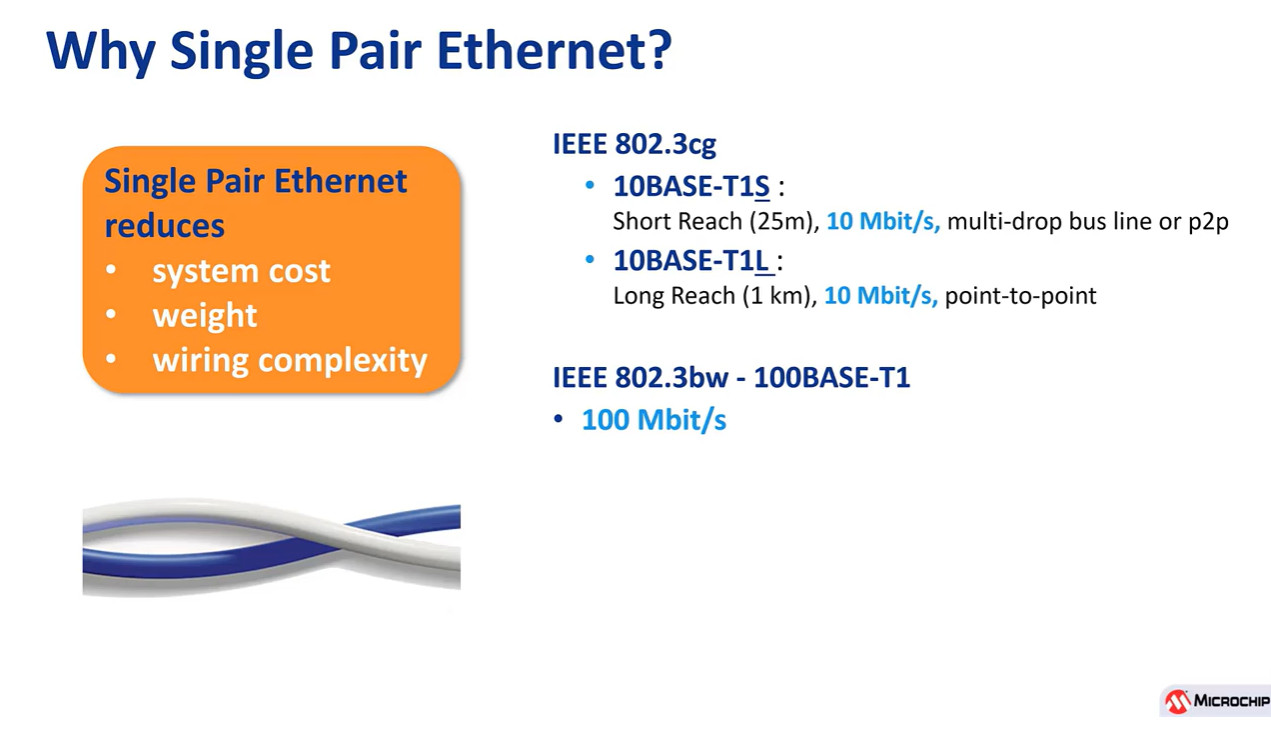 Why Single Pair Ethernet?
Single Pair Ethernet
reduces
• system cost
• weight
• wiring complexity
IEEE 802.3cg
• 10BASE-T1S :
Short Reach (25m), 10 Mbit/s, multi-drop bus line or p2p
• 10BASE-T1L :
Long Reach (1 km), 10 Mbit/s, point-to-point
IEEE 802.3bw - 100BASE-T1
• 100 Mbit/s
MICROCHIP